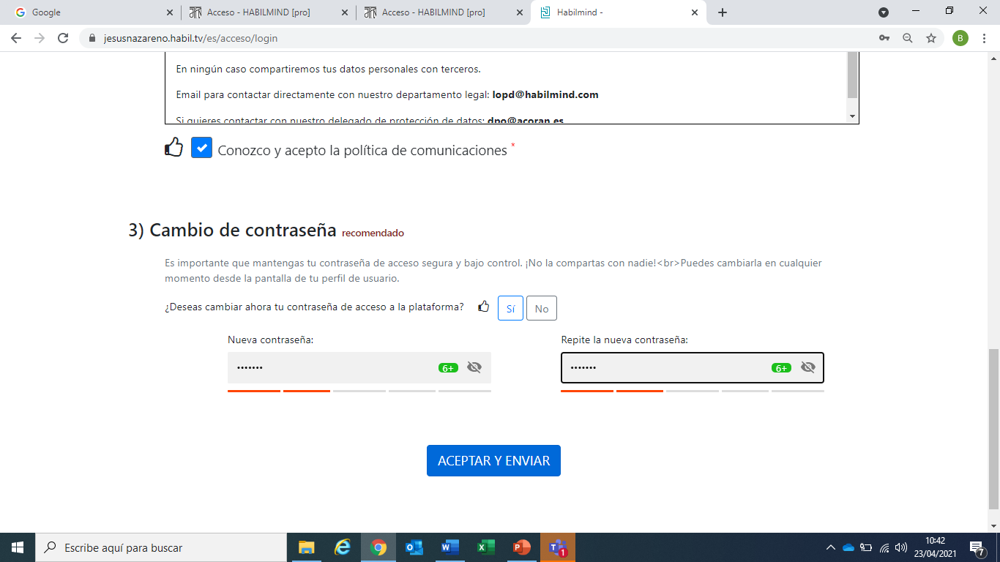 Google
Acceso - HABILMIND [pro]
Acceso - HABILMIND [pro]
Habilmind -
jesusnazareno.habil.tv/es/acceso/login
B
En ningún caso compartiremos tus datos personales con terceros.
Email para contactar directamente con nuestro departamento legal: lopd@habilmind.com
Si quieres contactar con nuestro delegado de protección de datos: dpo@acoran.es
Conozco y acepto la política de comunicaciones *
3) Cambio de contraseña recomendado
Es importante que mantengas tu contraseña de acceso segura y bajo control. ¡No la compartas con nadie!<br>Puedes cambiarla en cualquier
momento desde la pantalla de tu perfil de usuario.
¿Deseas cambiar ahora tu contraseña de acceso a la plataforma? Sí No
Nueva contraseña: Repite la nueva contraseña:
••••••• 6+ ••••••• 6+
ACEPTAR Y ENVIAR
Escribe aquí para buscar
1
10:42
23/04/2021
7